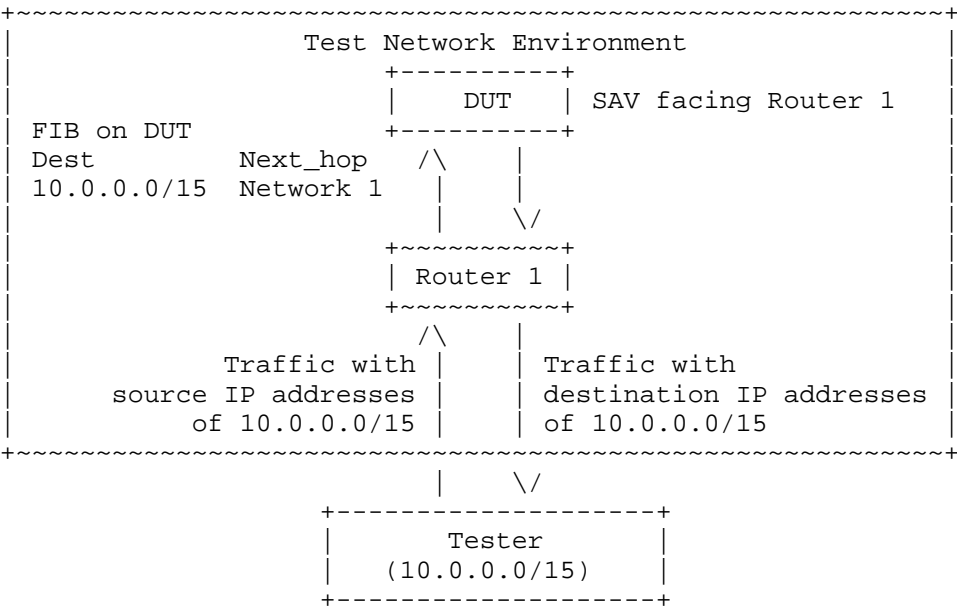 Test Network Environment
DUT SAV facing Router 1
FIB on DUT
Dest Next_hop
10.0.0.0/15 Network 1
Router 1
Traffic with Traffic with
source IP addresses destination IP addresses
of 10.0.0.0/15 of 10.0.0.0/15
Tester
(10.0.0.0/15)